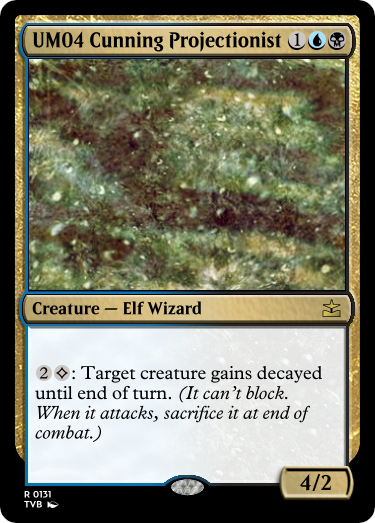 UM04 Cunning Projectionist 1
Creature — Elf Wizard
2 : Target creature gains decayed
until end of turn. (It can't block.
When it attacks, sacrifice it at end of
combat.)
4/2
R 0131
TVB